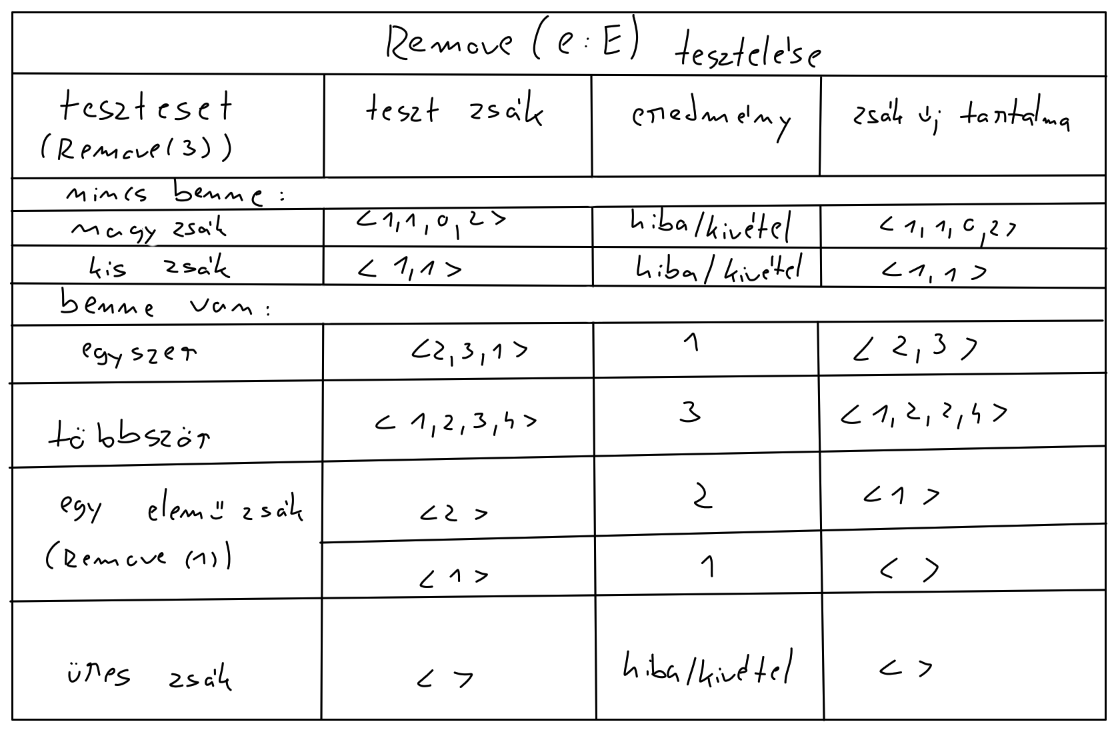 Remove (e:E) tesztelése
teszteset teszt zsák eredmény zsák új tartalma
(Remove(3))
nincs benne:
nagy zsák <1,1,0,2> hiba/kivétel <1,1,0,2>
kis zsák <1,1> hiba/kivétel <1,1>
benne van:
egyszer <2,3,1> 1 <2,3>
többször <1,2,3,4> 3 <1,2,2,4>
egy elemű zsák <2> 2 <1>
(Remove(1)) <1> 1 < >
üres zsák < > hiba/kivétel < >